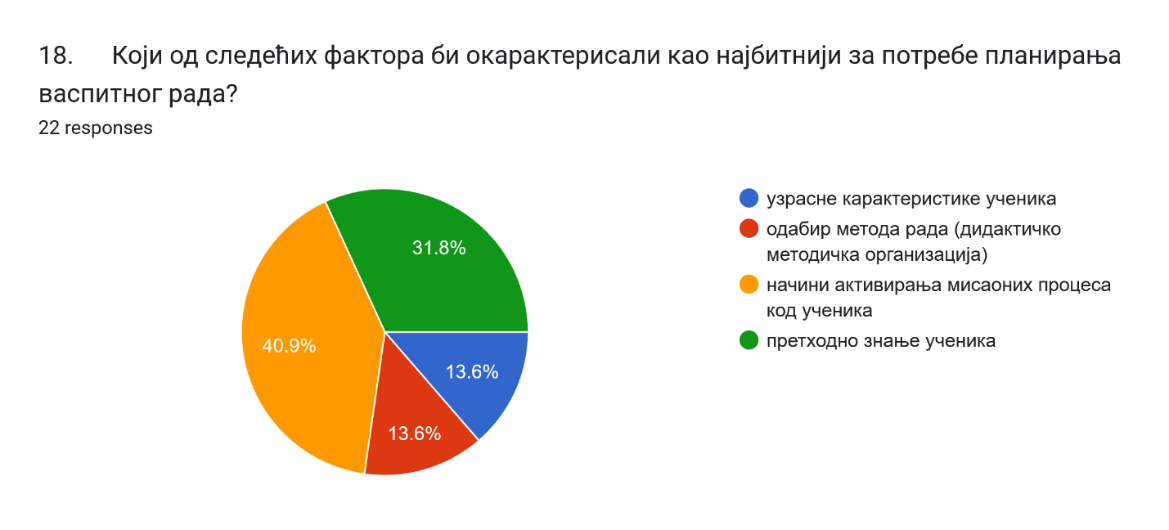 18. Који од следећих фактора би окарактерисали као најбитнији за потребе планирања
васпитног рада?
22 responses
31.8%
40.9%
13.6%
13.6%
узрасне карактеристике ученика
одабир метода рада (дидактичко
методичка организација)
начини активирања мисаоних процеса
код ученика
претходно знање ученика